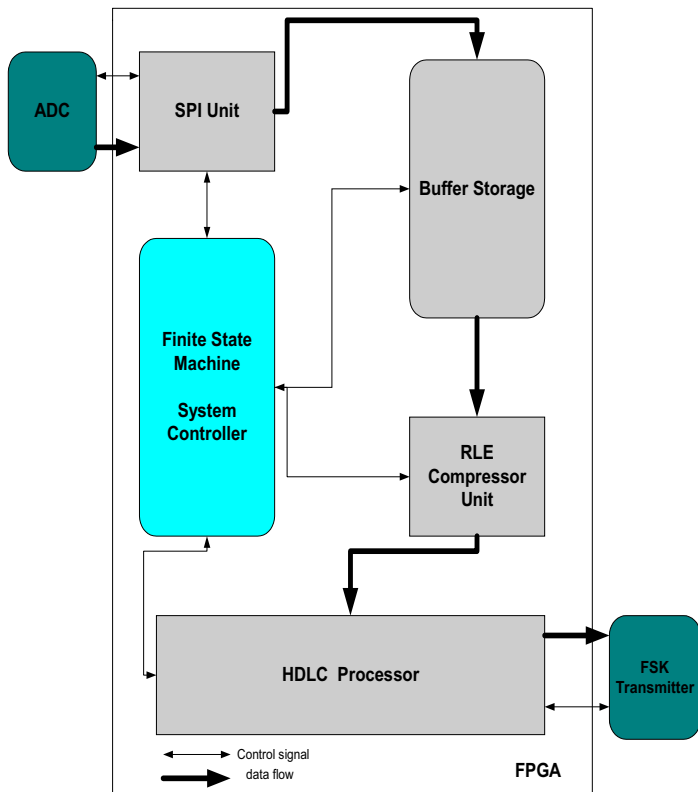 ADC
SPI Unit
Buffer Storage
Finite State
Machine
System
Controller
RLE
Compressor
Unit
HDLC Processor
FSK
Transmitter
Control signal
data flow
FPGA